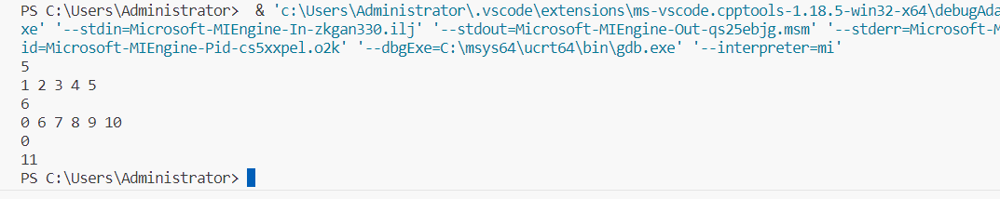 PS C:\Users\Administrator>  & 'c:\Users\Administrator\.vscode\extensions\ms-vscode.cpptools-1.18.5-win32-x64\debugAda
xe' '--stdin=Microsoft-MIEngine-In-zkgan330.ilj' '--stdout=Microsoft-MIEngine-Out-qs25ebjg.msm' '--stderr=Microsoft-M
id=Microsoft-MIEngine-Pid-cs5xxpel.o2k' '--dbgExe=C:\msys64\ucrt64\bin\gdb.exe' '--interpreter=mi'
5
1 2 3 4 5
6
0 6 7 8 9 10
0
11
PS C:\Users\Administrator>